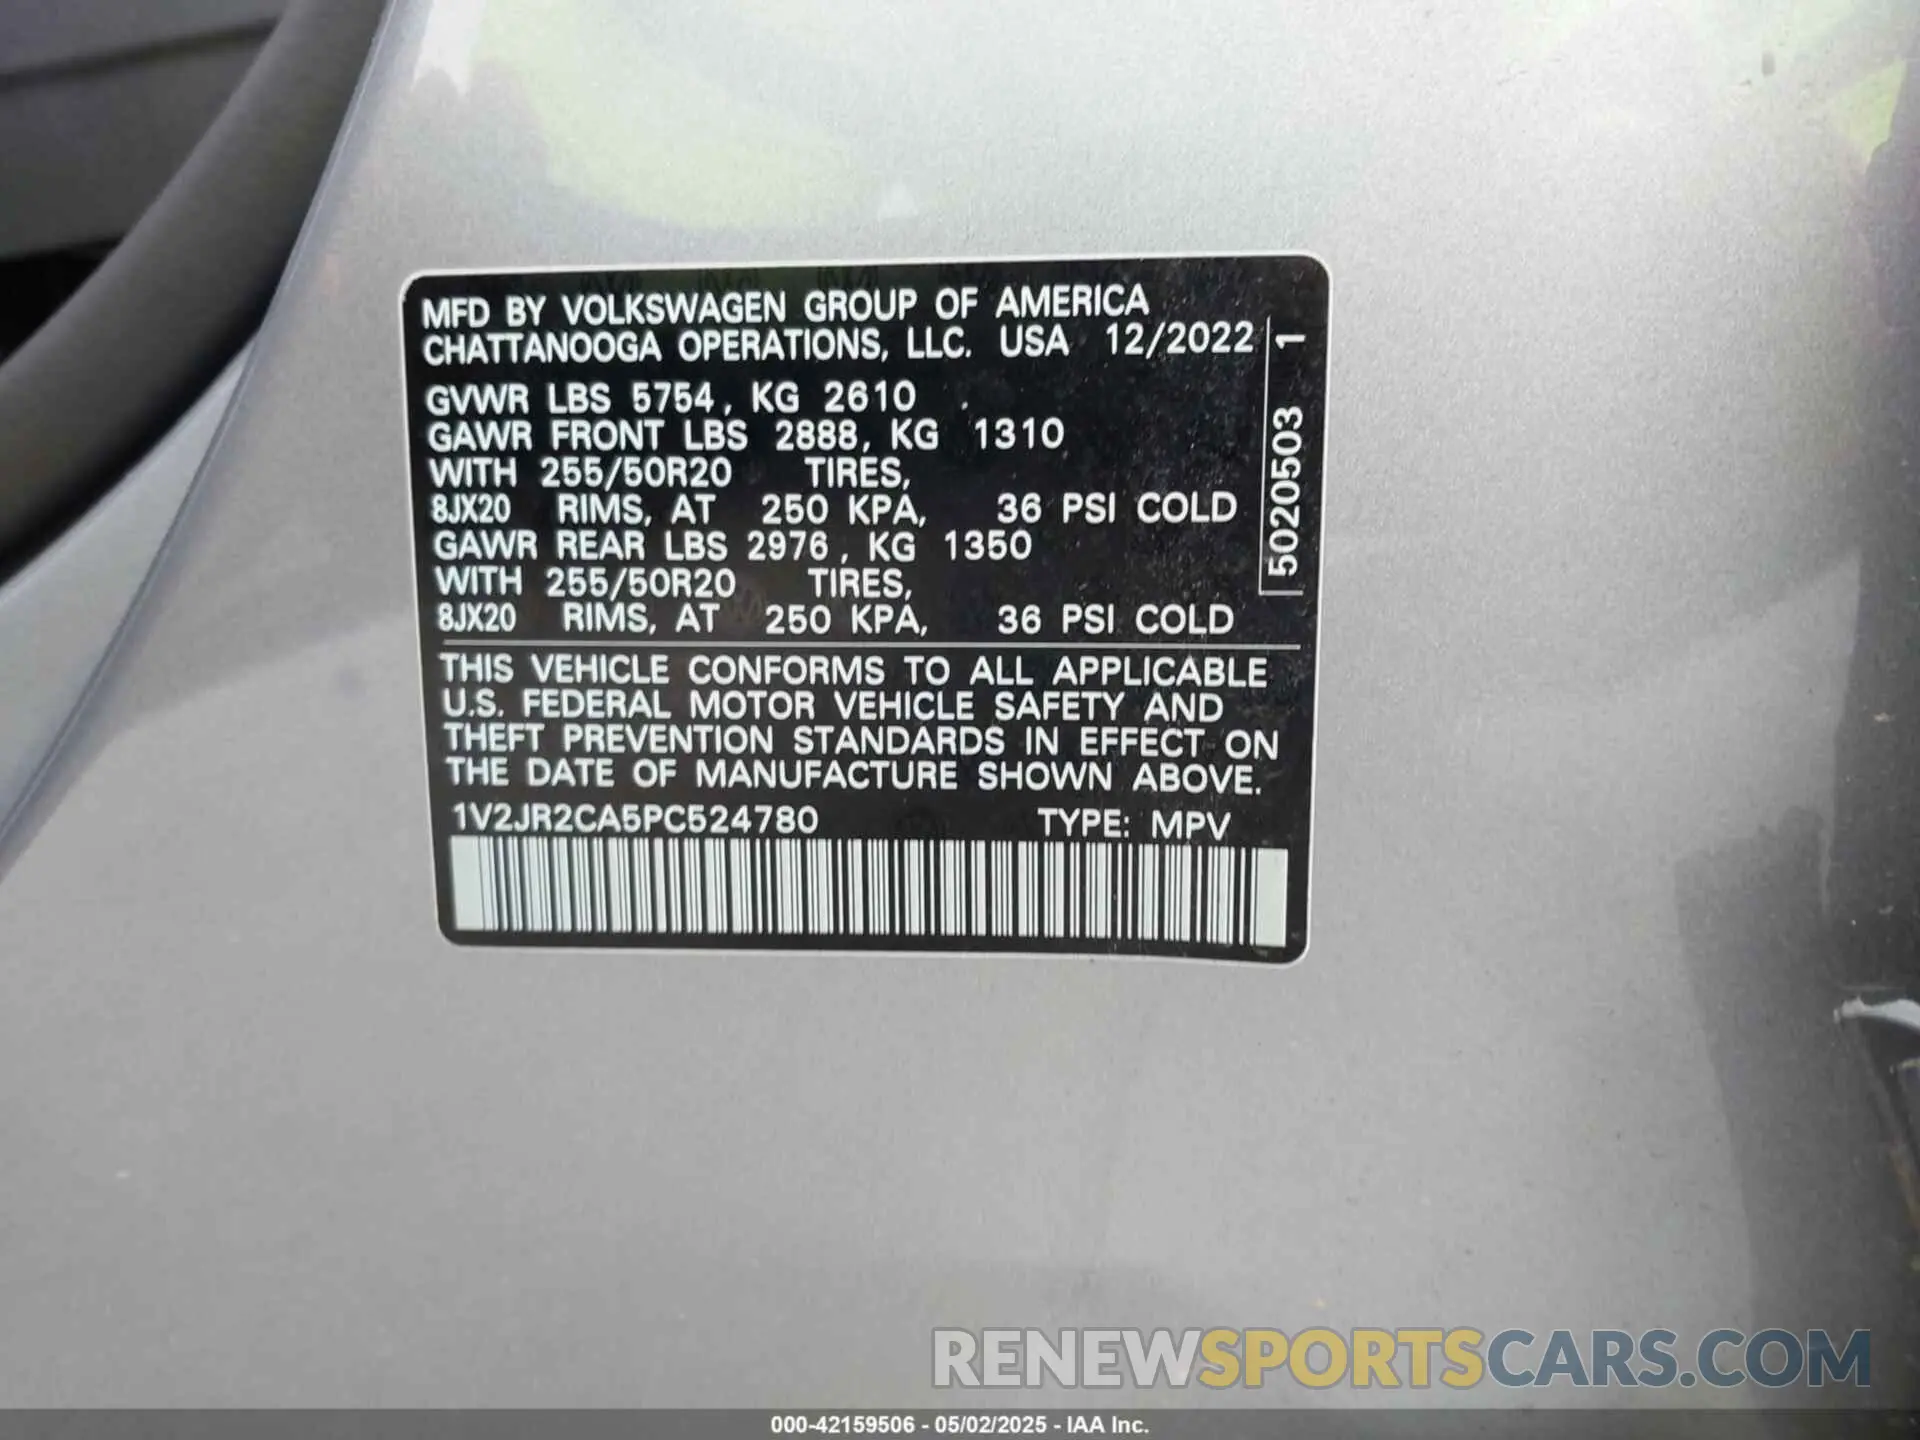 MFD BY VOLKSWAGEN GROUP OF AMERICA
CHATTANOOGA OPERATIONS, LLC. USA 12/2022
GVWR LBS 5754, KG 2610
GAWR FRONT LBS 2888, KG 1310
WITH 255/50R20 TIRES,
8JX20 RIMS, AT 250 KPA, 36 PSI COLD
GAWR REAR LBS 2976, KG 1350
WITH 255/50R20 TIRES,
8JX20 RIMS, AT 250 KPA, 36 PSI COLD
5020503 1
THIS VEHICLE CONFORMS TO ALL APPLICABLE
U.S. FEDERAL MOTOR VEHICLE SAFETY AND
THEFT PREVENTION STANDARDS IN EFFECT ON
THE DATE OF MANUFACTURE SHOWN ABOVE.
1V2JR2CA5PC524780 TYPE: MPV
RENEWSPORTSCARS.COM
000-42159506 - 05/02/2025 - IAA Inc.